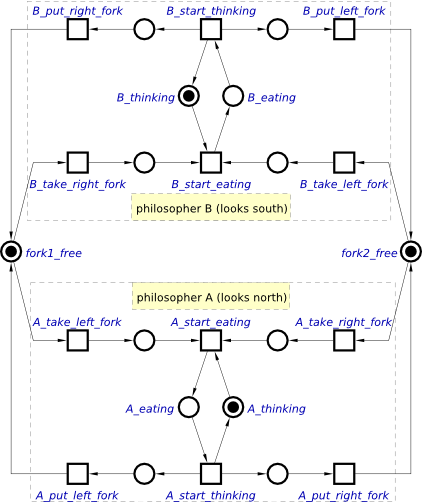 B_put_right_fork B_start_thinking B_put_left_fork
B_thinking B_eating
B_take_right_fork B_start_eating B_take_left_fork
philosopher B (looks south)
fork1_free fork2_free
philosopher A (looks north)
A_take_left_fork A_start_eating A_take_right_fork
A_eating A_thinking
A_put_left_fork A_start_thinking A_put_right_fork